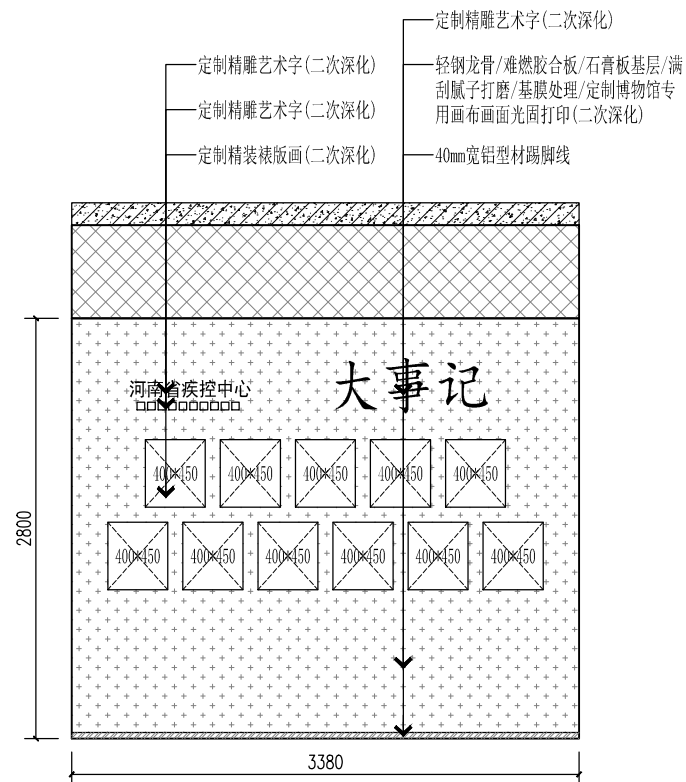 定制精雕艺术字(二次深化)
定制精雕艺术字(二次深化)
轻钢龙骨/难燃胶合板/石膏板基层/满
刮腻子打磨/基膜处理/定制博物馆专
用画布画面光固打印(二次深化)
定制精雕艺术字(二次深化)
定制精装裱版画(二次深化)
40mm宽铝型材踢脚线
大事记
河南省疾控中心
□□□□□□□□□□
400*450 400*450 400*450 400*450 400*450
400*450 400*450 400*450 400*450 400*450 400*450
2800
3380